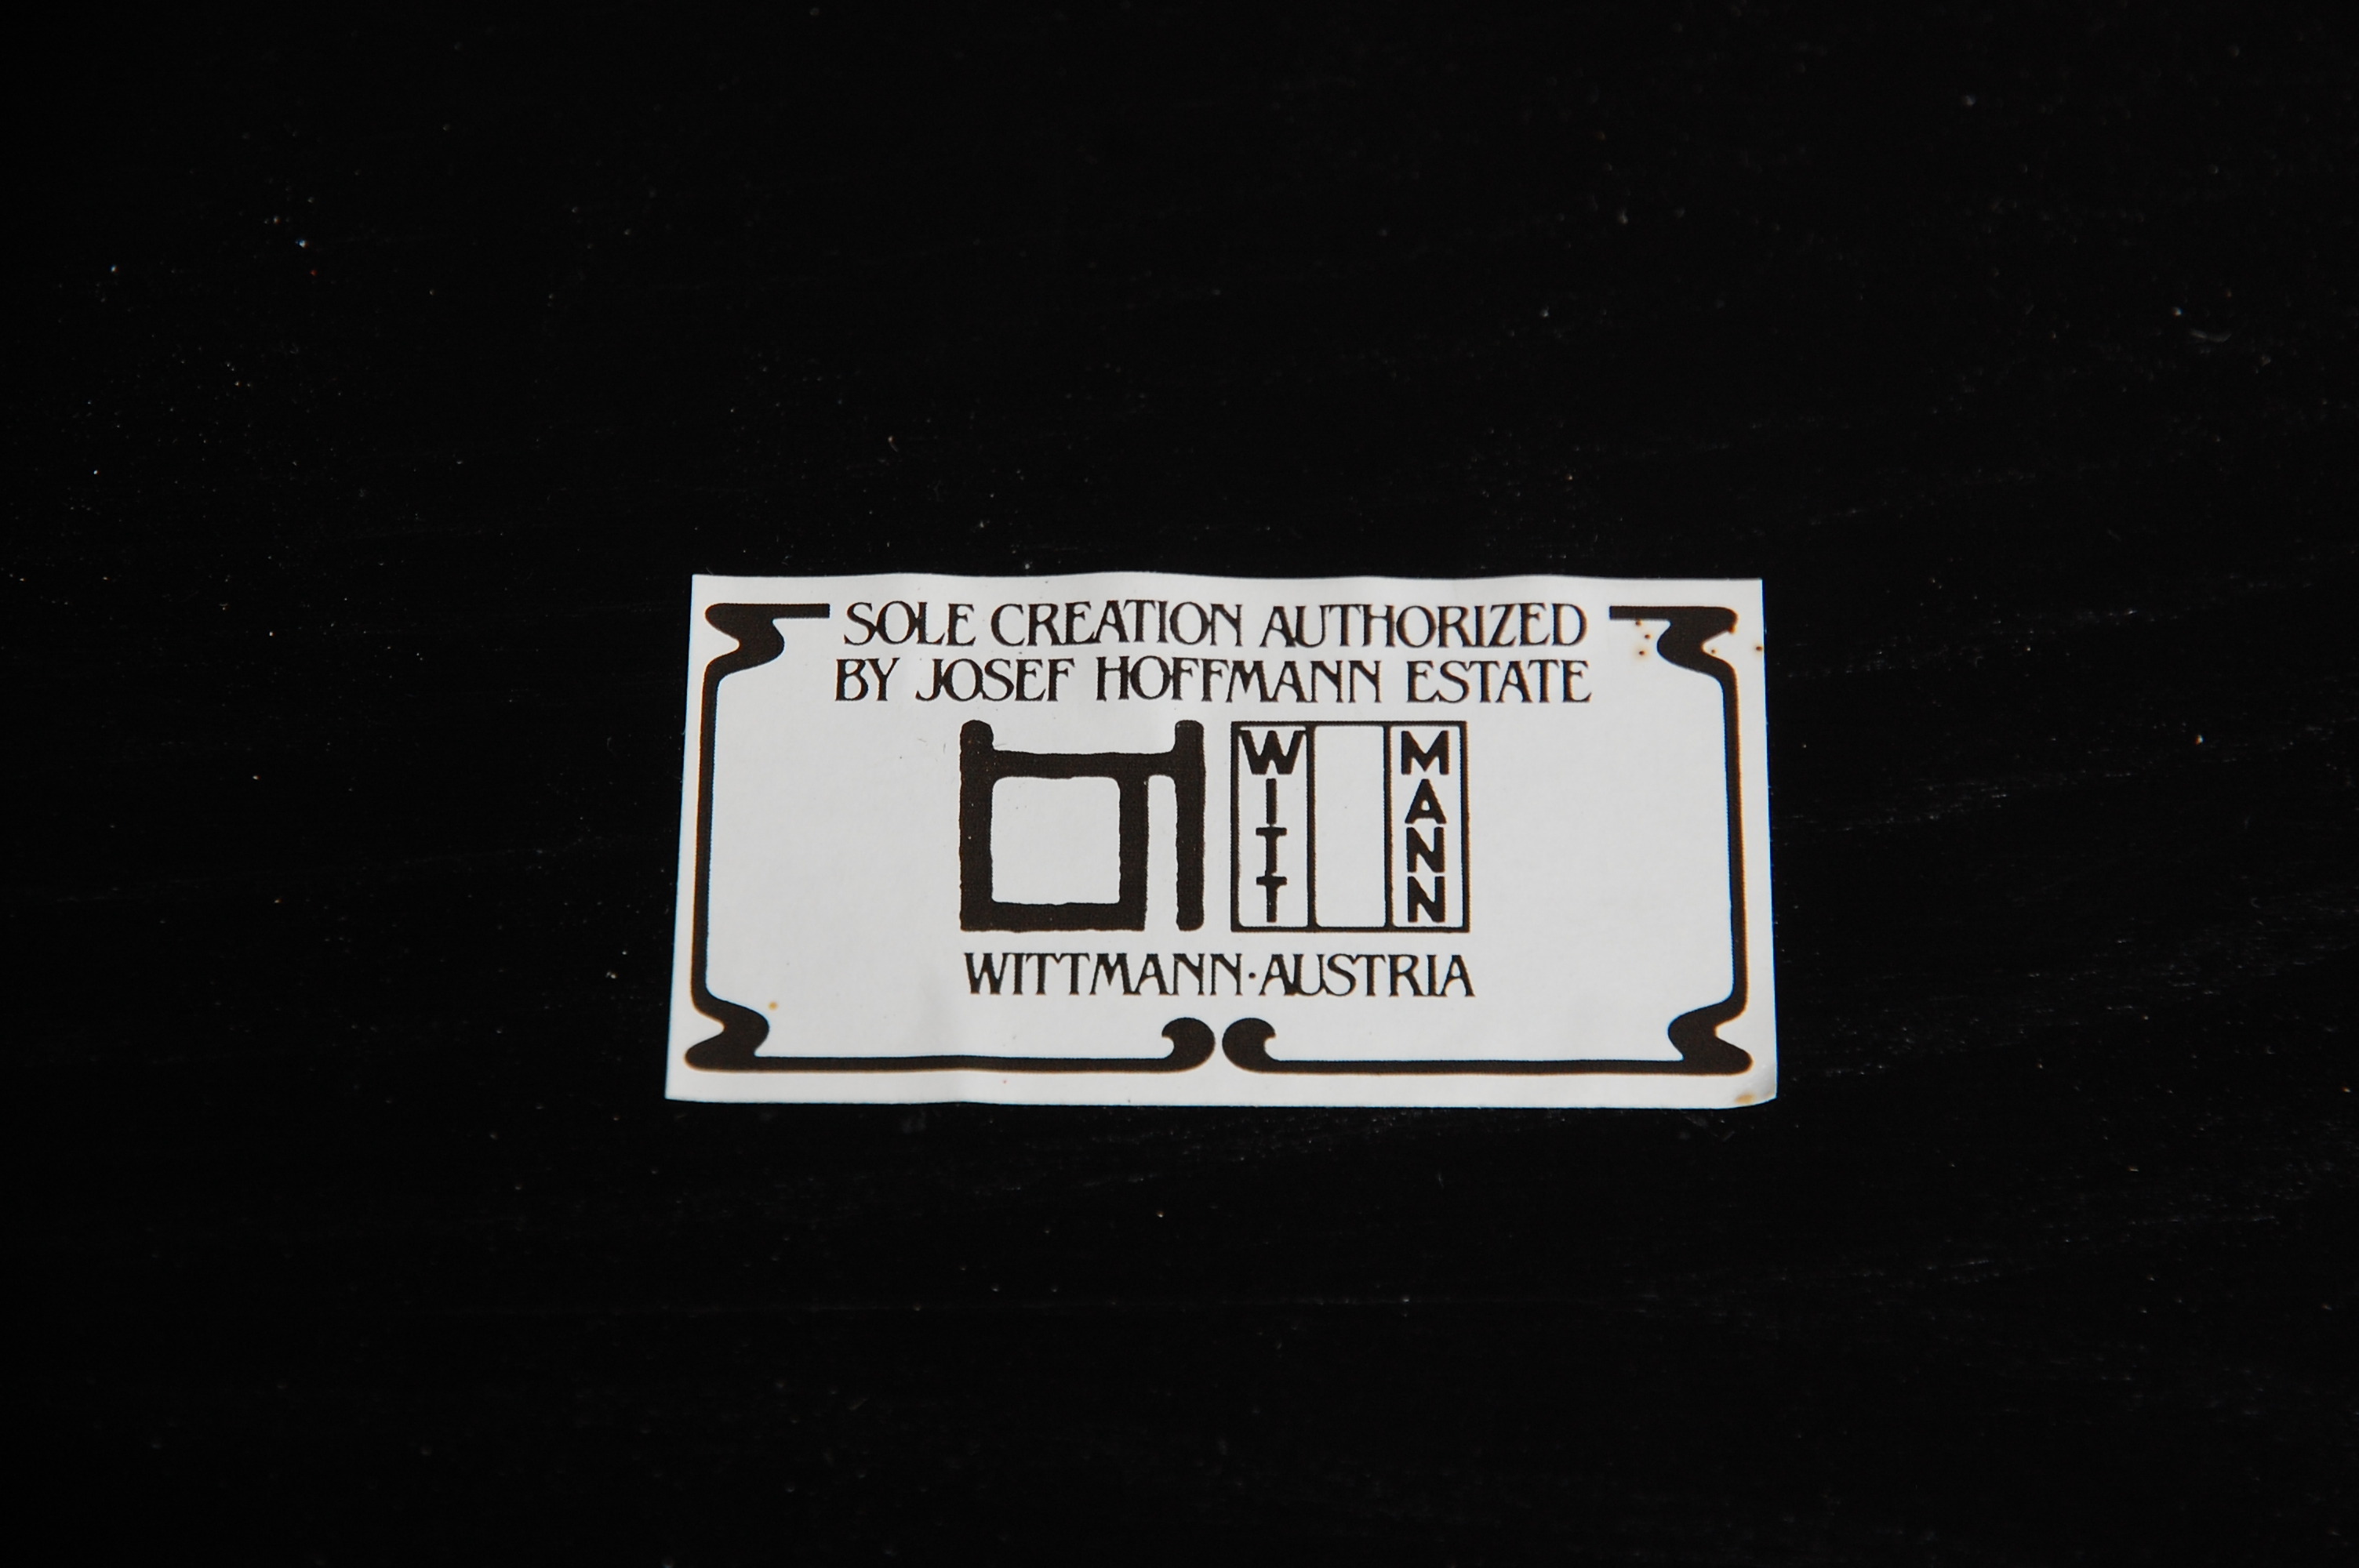 SOLE CREATION AUTHORIZED
BY JOSEF HOFFMANN ESTATE
WITT MANN
WITTMANN·AUSTRIA